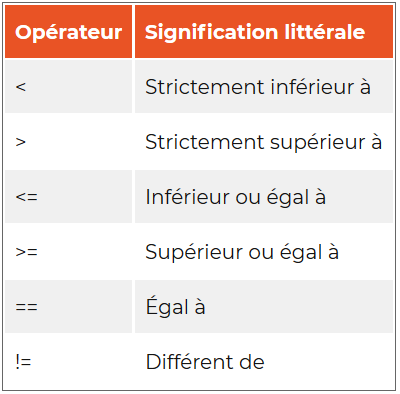 Opérateur Signification littérale
< Strictement inférieur à
> Strictement supérieur à
<= Inférieur ou égal à
>= Supérieur ou égal à
== Égal à
!= Différent de